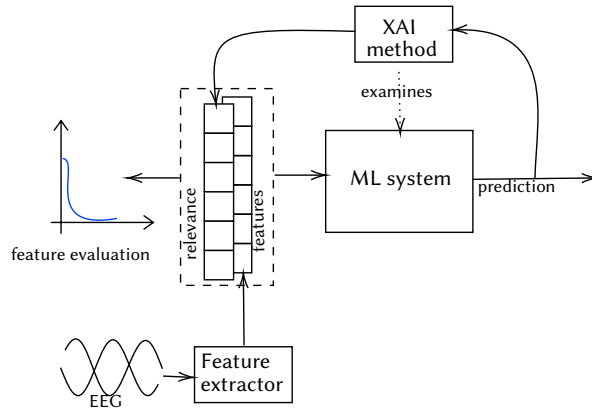 XAI
method
examines
ML system
prediction
relevance
features
feature evaluation
Feature
extractor
EEG